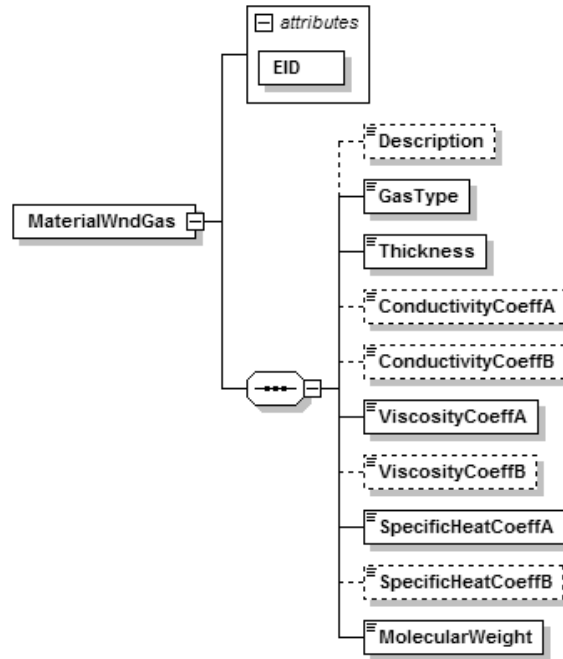 attributes
EID
Description
MaterialWndGas
GasType
Thickness
ConductivityCoeffA
ConductivityCoeffB
ViscosityCoeffA
ViscosityCoeffB
SpecificHeatCoeffA
SpecificHeatCoeffB
MolecularWeight